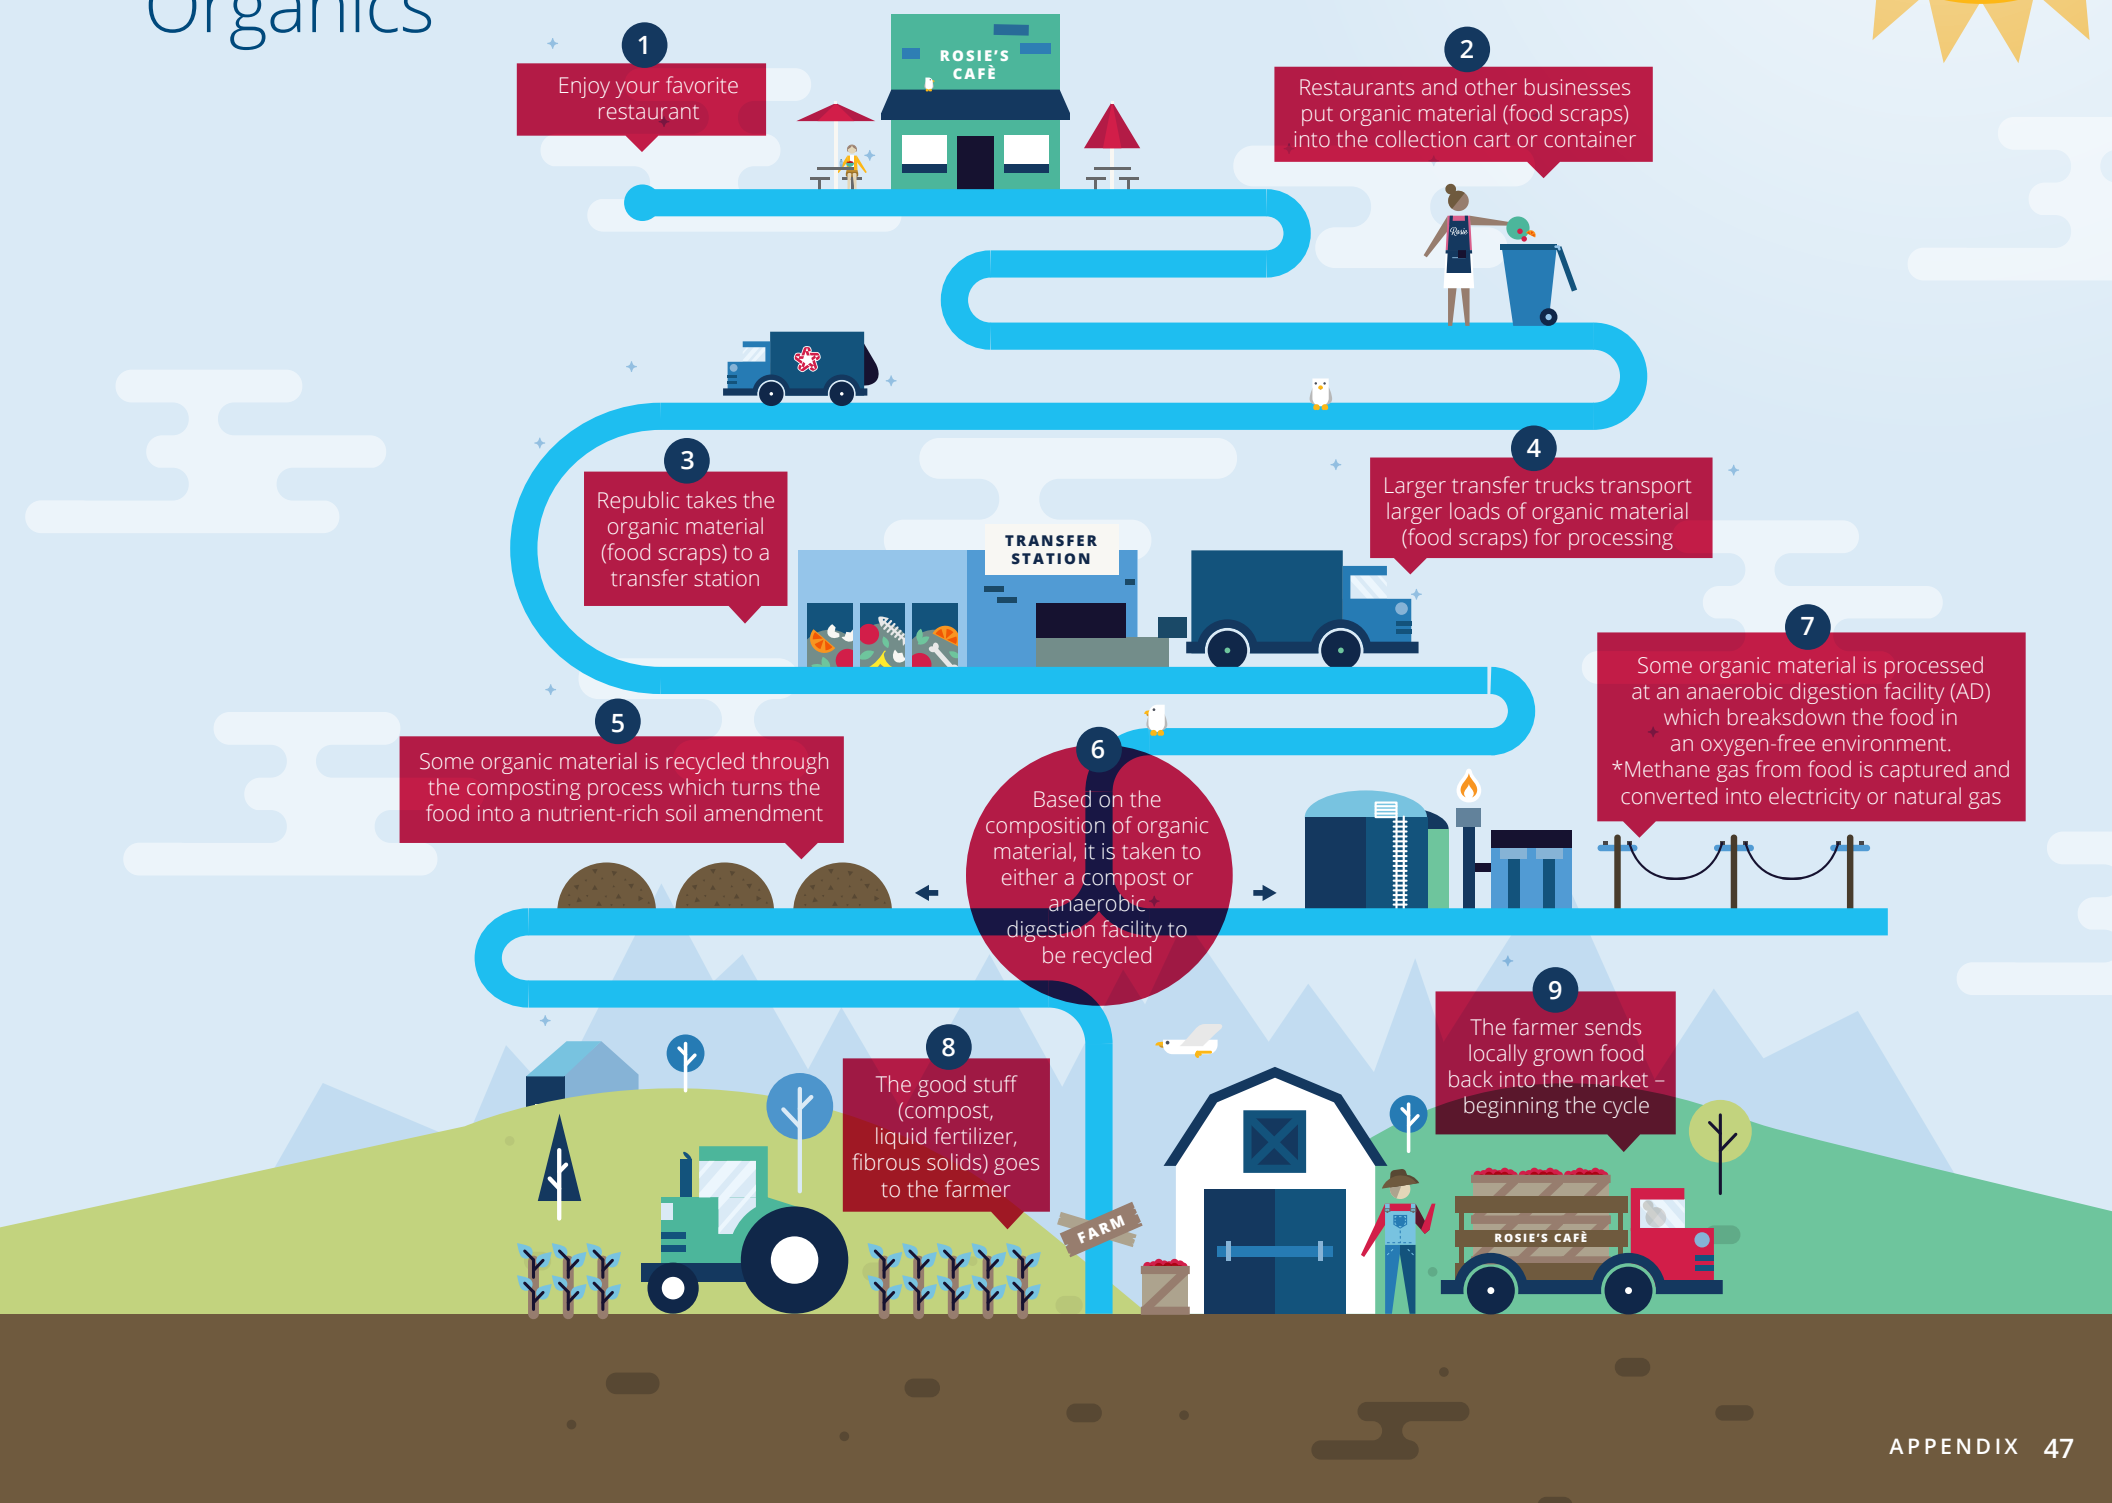 Organics
1
Enjoy your favorite
restaurant
ROSIE'S
CAFÈ
2
Restaurants and other businesses
put organic material (food scraps)
into the collection cart or container
Rosie
3
Republic takes the
organic material
(food scraps) to a
transfer station
TRANSFER
STATION
4
Larger transfer trucks transport
larger loads of organic material
(food scraps) for processing
5
Some organic material is recycled through
the composting process which turns the
food into a nutrient-rich soil amendment
6
Based on the
composition of organic
material, it is taken to
either a compost or
anaerobic
digestion facility to
be recycled
7
Some organic material is processed
at an anaerobic digestion facility (AD)
which breaksdown the food in
an oxygen-free environment.
*Methane gas from food is captured and
converted into electricity or natural gas
8
The good stuff
(compost,
liquid fertilizer,
fibrous solids) goes
to the farmer
FARM
9
The farmer sends
locally grown food
back into the market –
beginning the cycle
ROSIE'S CAFÈ
APPENDIX 47